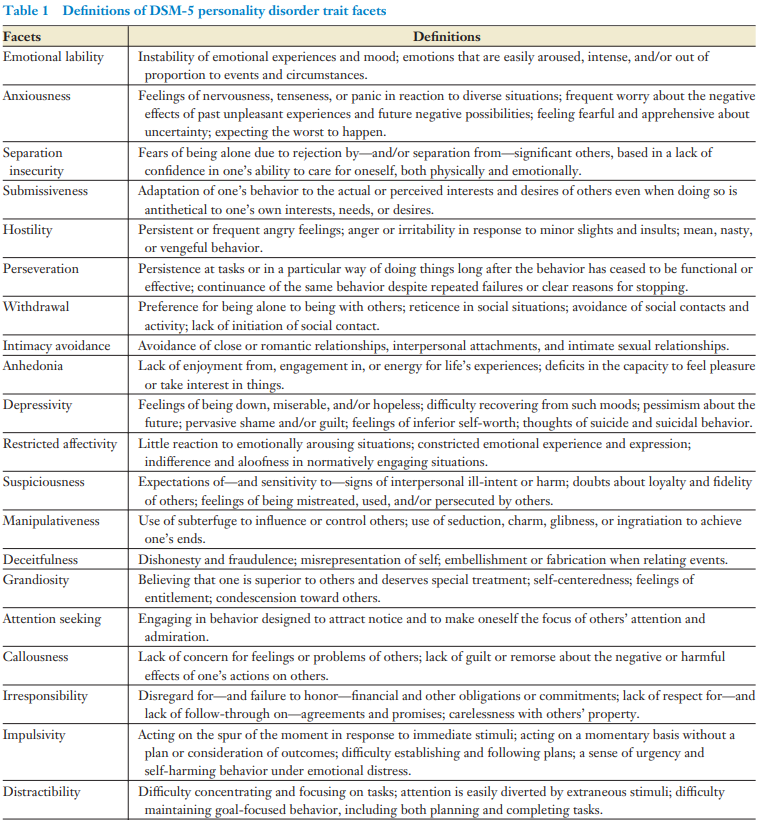 Table 1 Definitions of DSM-5 personality disorder trait facets
Facets Definitions
Emotional lability Instability of emotional experiences and mood; emotions that are easily aroused, intense, and/or out of
proportion to events and circumstances.
Anxiousness Feelings of nervousness, tenseness, or panic in reaction to diverse situations; frequent worry about the negative
effects of past unpleasant experiences and future negative possibilities; feeling fearful and apprehensive about
uncertainty; expecting the worst to happen.
Separation Fears of being alone due to rejection by—and/or separation from—significant others, based in a lack of
insecurity confidence in one's ability to care for oneself, both physically and emotionally.
Submissiveness Adaptation of one's behavior to the actual or perceived interests and desires of others even when doing so is
antithetical to one's own interests, needs, or desires.
Hostility Persistent or frequent angry feelings; anger or irritability in response to minor slights and insults; mean, nasty,
or vengeful behavior.
Perseveration Persistence at tasks or in a particular way of doing things long after the behavior has ceased to be functional or
effective; continuance of the same behavior despite repeated failures or clear reasons for stopping.
Withdrawal Preference for being alone to being with others; reticence in social situations; avoidance of social contacts and
activity; lack of initiation of social contact.
Intimacy avoidance Avoidance of close or romantic relationships, interpersonal attachments, and intimate sexual relationships.
Anhedonia Lack of enjoyment from, engagement in, or energy for life's experiences; deficits in the capacity to feel pleasure
or take interest in things.
Depressivity Feelings of being down, miserable, and/or hopeless; difficulty recovering from such moods; pessimism about the
future; pervasive shame and/or guilt; feelings of inferior self-worth; thoughts of suicide and suicidal behavior.
Restricted affectivity Little reaction to emotionally arousing situations; constricted emotional experience and expression;
indifference and aloofness in normatively engaging situations.
Suspiciousness Expectations of—and sensitivity to—signs of interpersonal ill-intent or harm; doubts about loyalty and fidelity
of others; feelings of being mistreated, used, and/or persecuted by others.
Manipulativeness Use of subterfuge to influence or control others; use of seduction, charm, glibness, or ingratiation to achieve
one's ends.
Deceitfulness Dishonesty and fraudulence; misrepresentation of self; embellishment or fabrication when relating events.
Grandiosity Believing that one is superior to others and deserves special treatment; self-centeredness; feelings of
entitlement; condescension toward others.
Attention seeking Engaging in behavior designed to attract notice and to make oneself the focus of others' attention and
admiration.
Callousness Lack of concern for feelings or problems of others; lack of guilt or remorse about the negative or harmful
effects of one's actions on others.
Irresponsibility Disregard for—and failure to honor—financial and other obligations or commitments; lack of respect for—and
lack of follow-through on—agreements and promises; carelessness with others' property.
Impulsivity Acting on the spur of the moment in response to immediate stimuli; acting on a momentary basis without a
plan or consideration of outcomes; difficulty establishing and following plans; a sense of urgency and
self-harming behavior under emotional distress.
Distractibility Difficulty concentrating and focusing on tasks; attention is easily diverted by extraneous stimuli; difficulty
maintaining goal-focused behavior, including both planning and completing tasks.